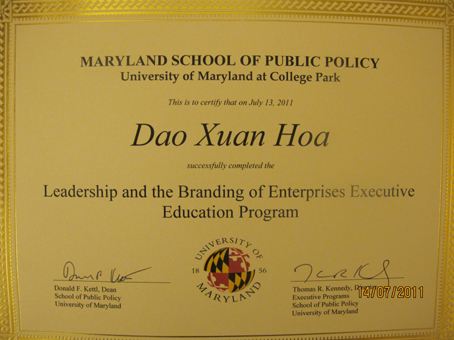 MARYLAND SCHOOL OF PUBLIC POLICY
University of Maryland at College Park
This is to certify that on July 13, 2011
Dao Xuan Hoa
successfully completed the
Leadership and the Branding of Enterprises Executive
Education Program
UNIVERSITY OF
18 56
MARYLAND
Donald F. Kettl, Dean
School of Public Policy
University of Maryland
Thomas R. Kennedy,
Executive Programs
School of Public Policy
University of Maryland
14/07/2011